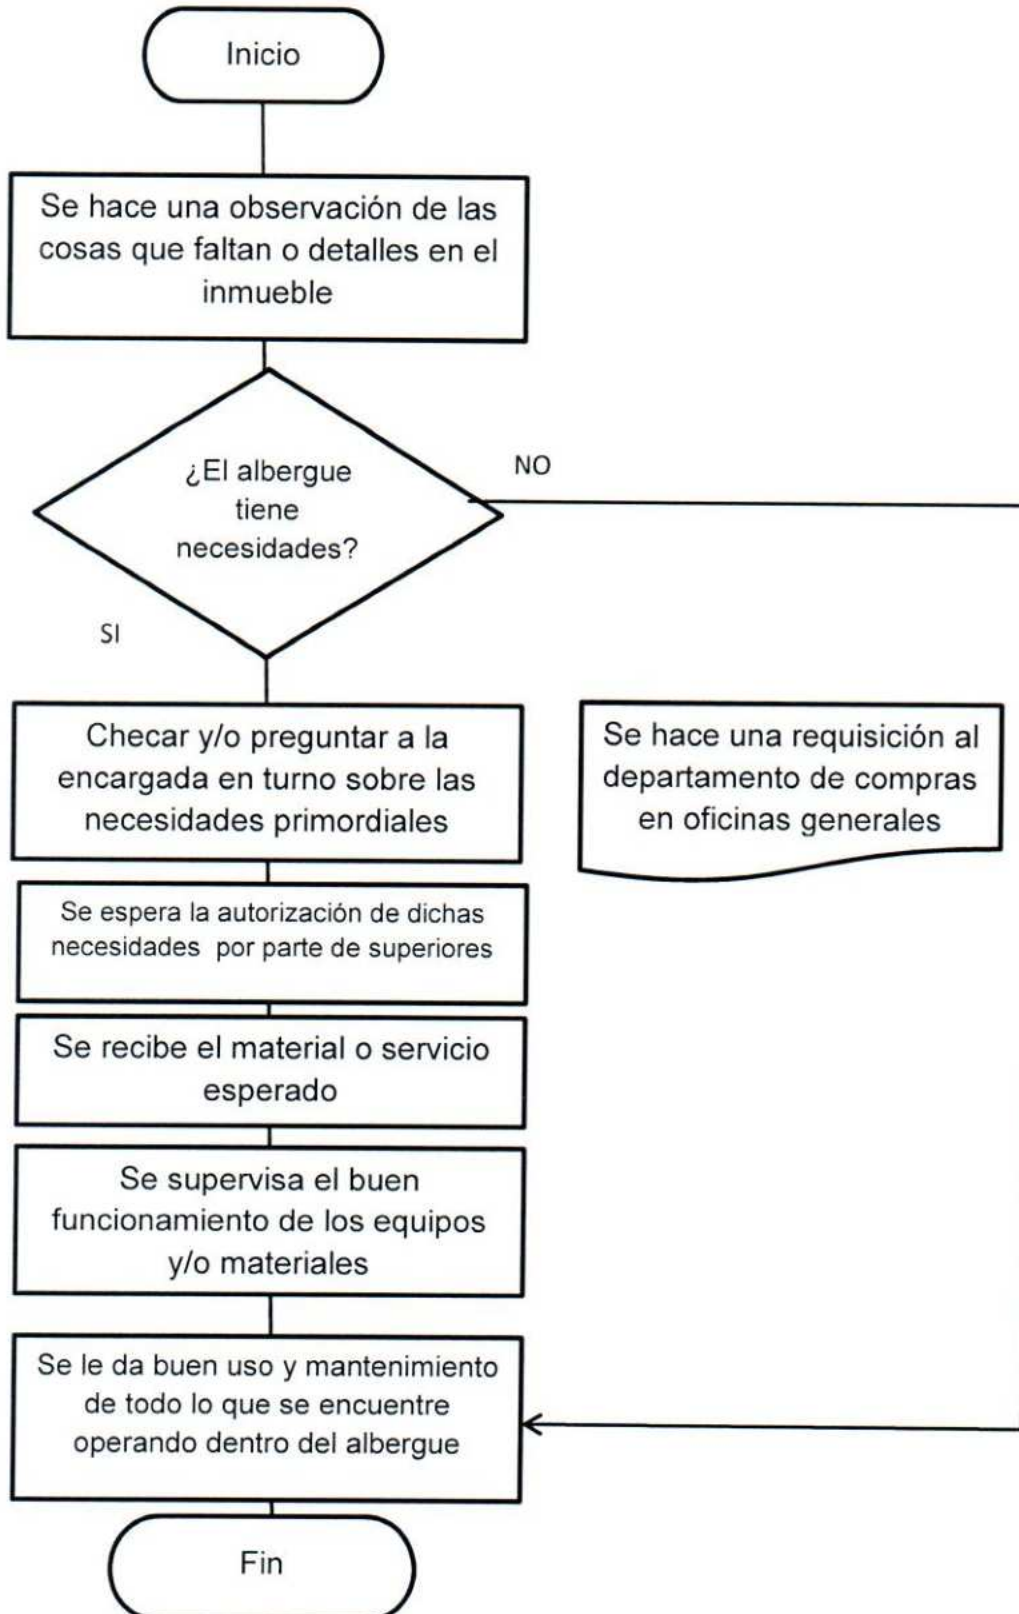 Inicio
Se hace una observación de las
cosas que faltan o detalles en el
inmueble
¿El albergue
tiene
necesidades?
NO
SI
Checar y/o preguntar a la
encargada en turno sobre las
necesidades primordiales
Se hace una requisición al
departamento de compras
en oficinas generales
Se espera la autorización de dichas
necesidades por parte de superiores
Se recibe el material o servicio
esperado
Se supervisa el buen
funcionamiento de los equipos
y/o materiales
Se le da buen uso y mantenimiento
de todo lo que se encuentre
operando dentro del albergue
Fin